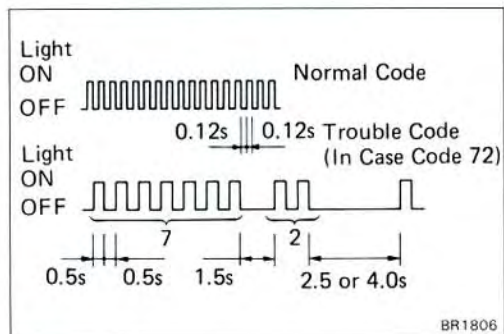 Light
ON
Normal Code
OFF
0.12s 0.12s
Trouble Code
Light
(In Case Code 72)
ON
OFF
7 2
0.5s 0.5s 1.5s 2.5 or 4.0s
BR1806